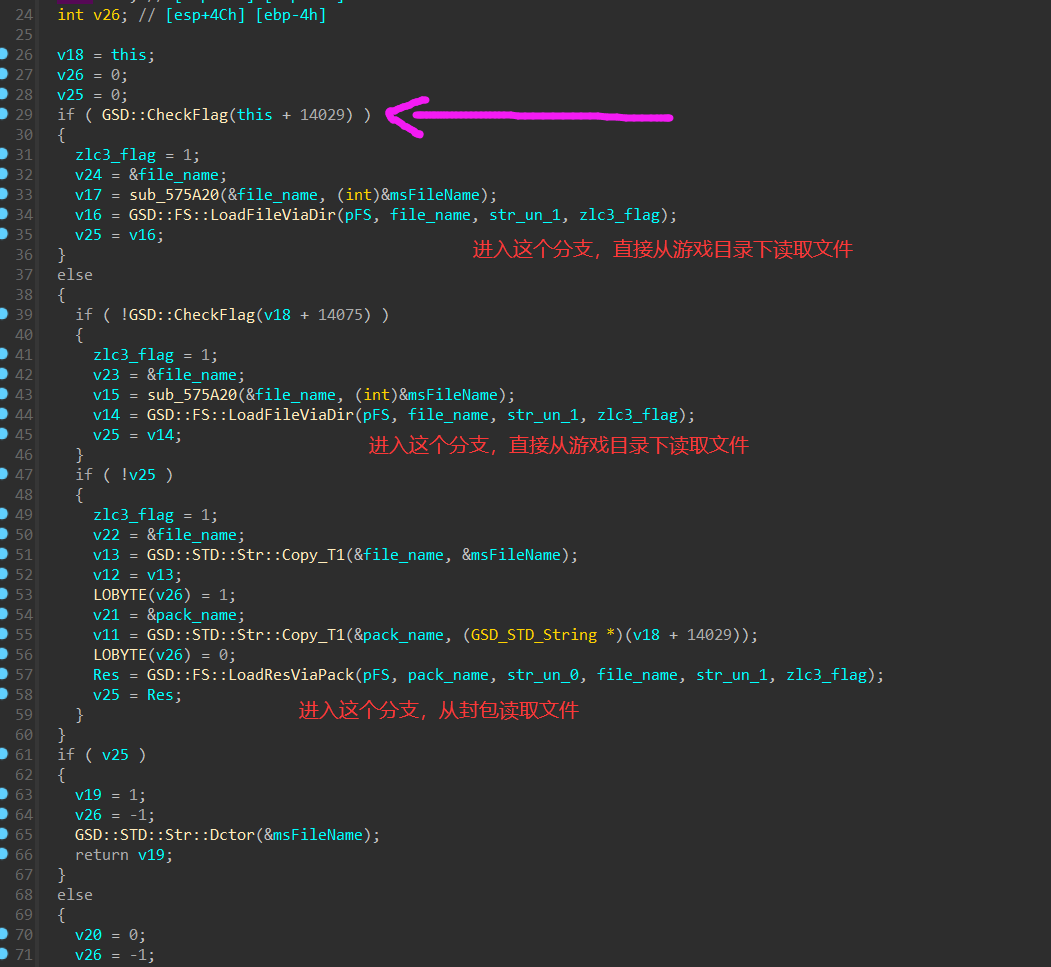 24 int v26; // [esp+4Ch] [ebp-4h]
25
26 v18 = this;
27 v26 = 0;
28 v25 = 0;
29 if ( GSD::CheckFlag(this + 14029) )
30 {
31 zlc3_flag = 1;
32 v24 = &file_name;
33 v17 = sub_575A20(&file_name, (int)&msFileName);
34 v16 = GSD::FS::LoadFileViaDir(pFS, file_name, str_un_1, zlc3_flag);
35 v25 = v16;
进入这个分支，直接从游戏目录下读取文件
36 }
37 else
38 {
39 if ( !GSD::CheckFlag(v18 + 14075) )
40 {
41 zlc3_flag = 1;
42 v23 = &file_name;
43 v15 = sub_575A20(&file_name, (int)&msFileName);
44 v14 = GSD::FS::LoadFileViaDir(pFS, file_name, str_un_1, zlc3_flag);
45 v25 = v14;
进入这个分支，直接从游戏目录下读取文件
46 }
47 if ( !v25 )
48 {
49 zlc3_flag = 1;
50 v22 = &file_name;
51 v13 = GSD::STD::Str::Copy_T1(&file_name, &msFileName);
52 v12 = v13;
53 LOBYTE(v26) = 1;
54 v21 = &pack_name;
55 v11 = GSD::STD::Str::Copy_T1(&pack_name, (GSD_STD_String *)(v18 + 14029));
56 LOBYTE(v26) = 0;
57 Res = GSD::FS::LoadResViaPack(pFS, pack_name, str_un_0, file_name, str_un_1, zlc3_flag);
58 v25 = Res;
进入这个分支，从封包读取文件
59 }
60 }
61 if ( v25 )
62 {
63 v19 = 1;
64 v26 = -1;
65 GSD::STD::Str::Dctor(&msFileName);
66 return v19;
67 }
68 else
69 {
70 v20 = 0;
71 v26 = -1;